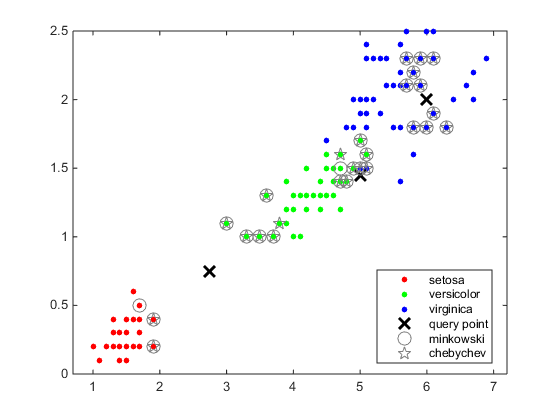 2.5
2
1.5
1
0.5
0
1 2 3 4 5 6 7
setosa
versicolor
virginica
query point
minkowski
chebychev